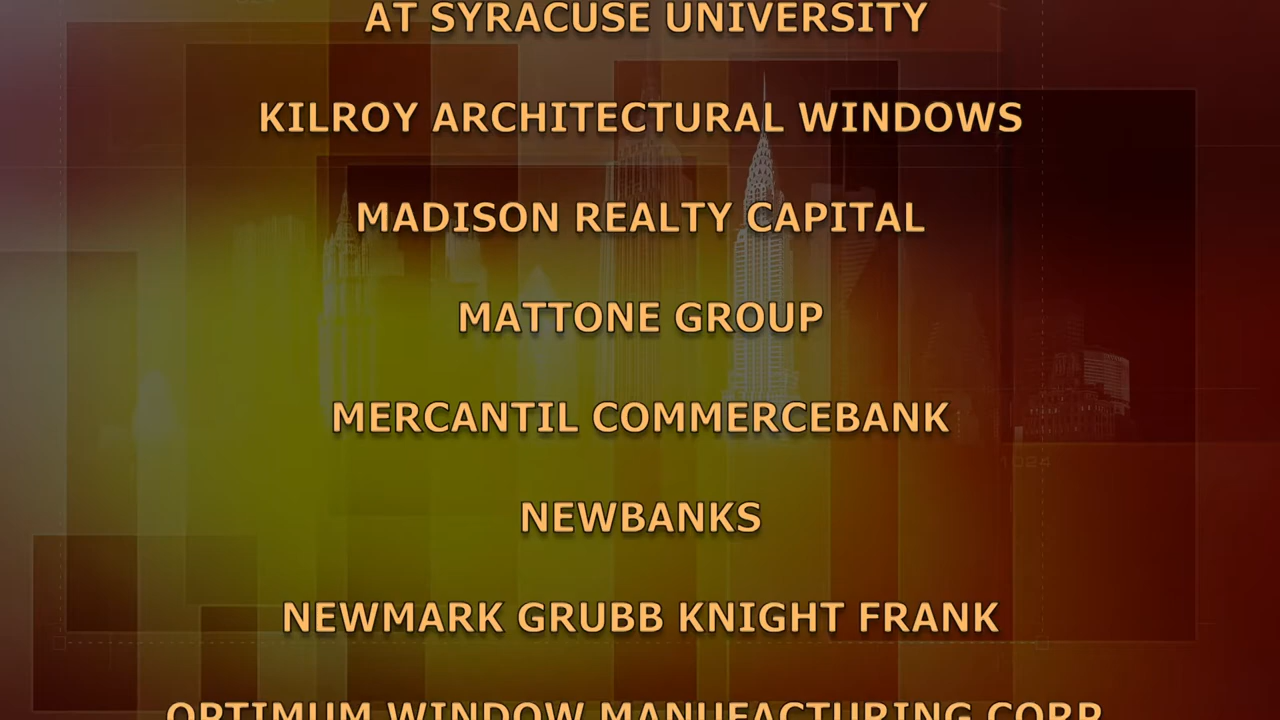 AT SYRACUSE UNIVERSITY
KILROY ARCHITECTURAL WINDOWS
MADISON REALTY CAPITAL
MATTONE GROUP
MERCANTIL COMMERCEBANK
1024
NEWBANKS
NEWMARK GRUBB KNIGHT FRANK
OPTIMUM WINDOW MANUFACTURING CORP